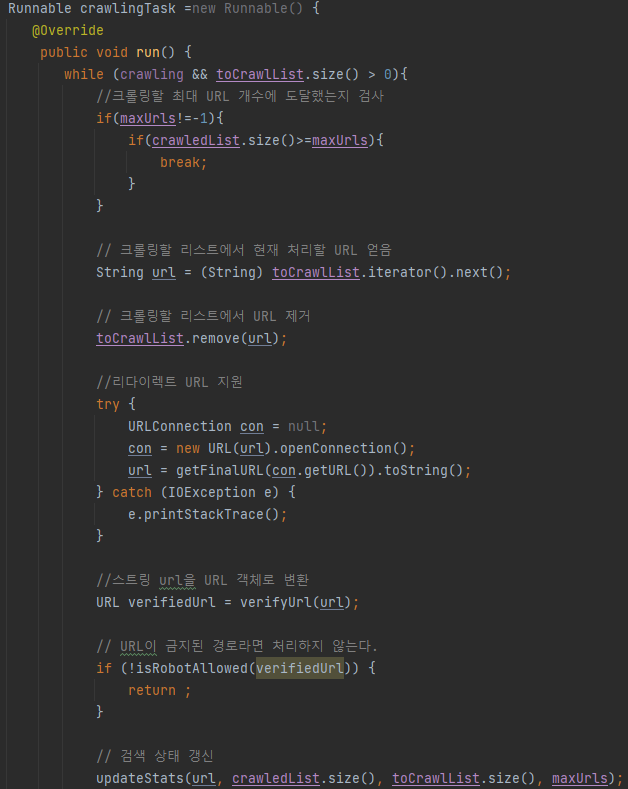 Runnable crawlingTask =new Runnable() {
@Override
public void run() {
while (crawling && toCrawlList.size() > 0){
//크롤링할 최대 URL 개수에 도달했는지 검사
if(maxUrls!=-1){
if(crawledList.size()>=maxUrls){
break;
}
}
// 크롤링할 리스트에서 현재 처리할 URL 얻음
String url = (String) toCrawlList.iterator().next();
// 크롤링할 리스트에서 URL 제거
toCrawlList.remove(url);
//리다이렉트 URL 지원
try {
URLConnection con = null;
con = new URL(url).openConnection();
url = getFinalURL(con.getURL()).toString();
} catch (IOException e) {
e.printStackTrace();
}
//스트링 url을 URL 객체로 변환
URL verifiedUrl = verifyUrl(url);
// URL이 금지된 경로라면 처리하지 않는다.
if (!isRobotAllowed(verifiedUrl)) {
return ;
}
// 검색 상태 갱신
updateStats(url, crawledList.size(), toCrawlList.size(), maxUrls);